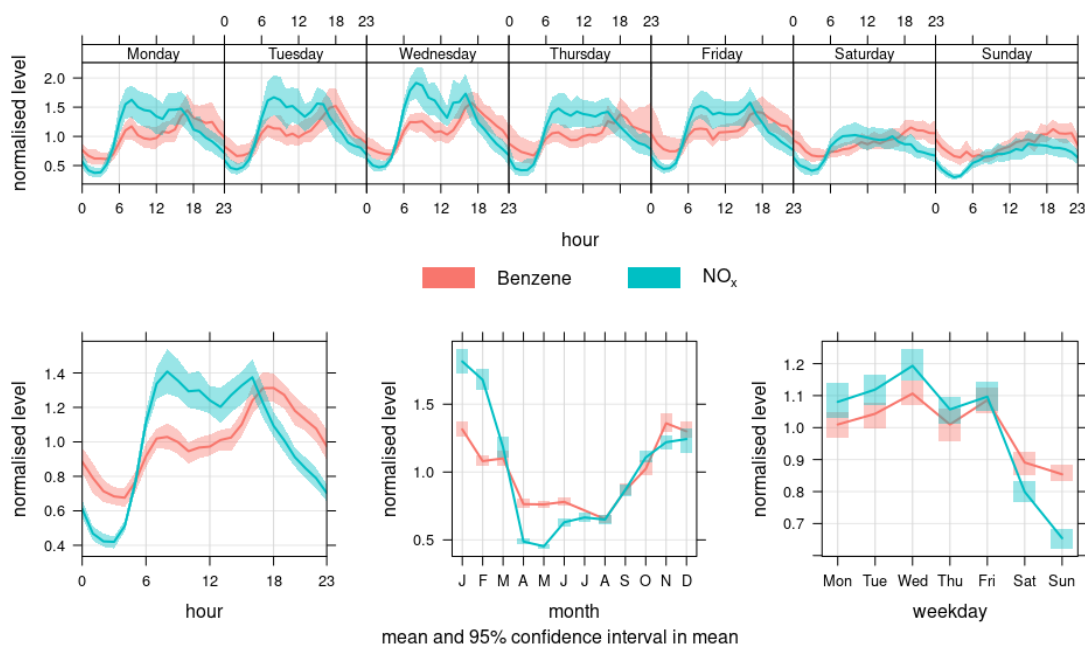 0 6 12 18 23 0 6 12 18 23 0 6 12 18 23
Monday Tuesday Wednesday Thursday Friday Saturday Sunday
normalised level
2.0
1.5
1.0
0.5
0 6 12 18 23 0 6 12 18 23 0 6 12 18 23 0 6 12 18 23
hour
Benzene NOx
normalised level
1.4
1.2
1.0
0.8
0.6
0.4
0 6 12 18 23
hour
normalised level
1.5
1.0
0.5
J F M A M J J A S O N D
month
normalised level
1.2
1.1
1.0
0.9
0.8
0.7
Mon Tue Wed Thu Fri Sat Sun
weekday
mean and 95% confidence interval in mean